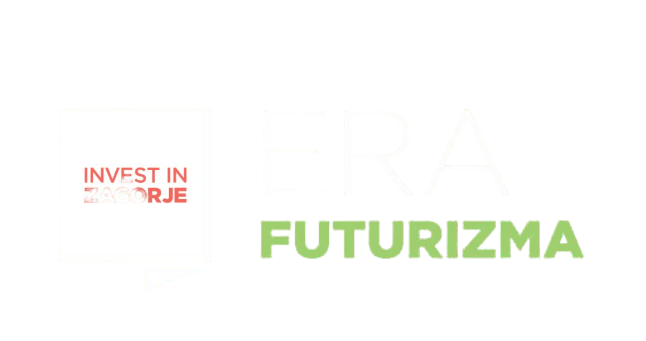 INVEST IN
ZAGORJE
ERA
FUTURIZMA